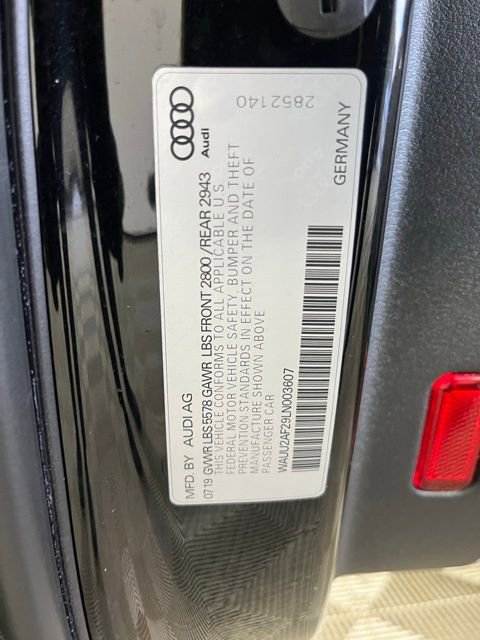 MFD. BY AUDI AG
Audi
07 19 GVWR LBS 5578 GAWR LBS FRONT 2800 /REAR 2943
THIS VEHICLE CONFORMS TO ALL APPLICABLE U S
FEDERAL MOTOR VEHICLE SAFETY, BUMPER AND THEFT
PREVENTION STANDARDS IN EFFECT ON THE DATE OF
MANUFACTURE SHOWN ABOVE
PASSENGER CAR
2852140
WAUU2AF29LN003607
GERMANY